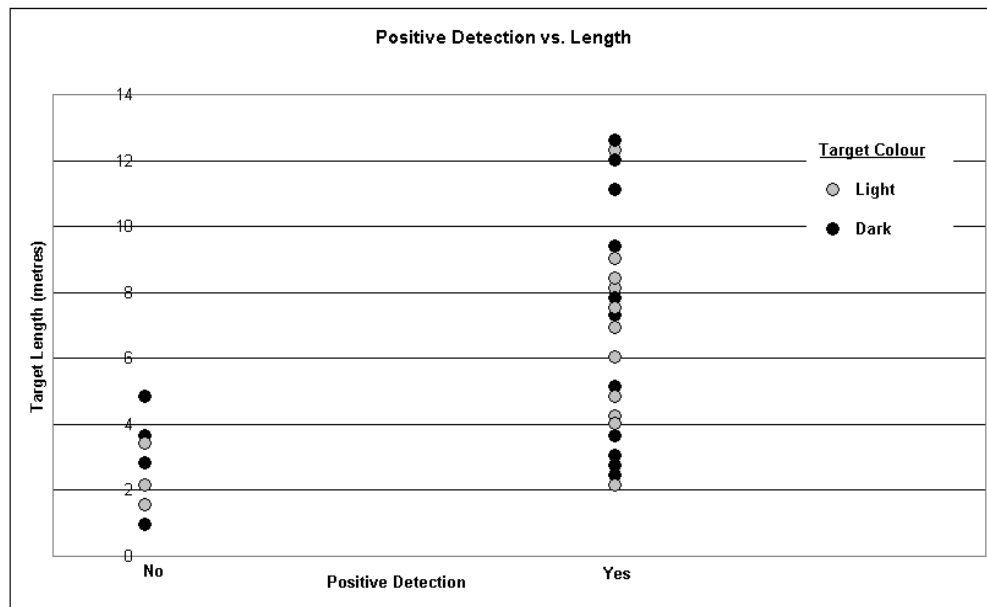 Positive Detection vs. Length
14
12
10
8
6
4
2
0
Target Length (metres)
Target Colour
Light
Dark
No
Yes
Positive Detection